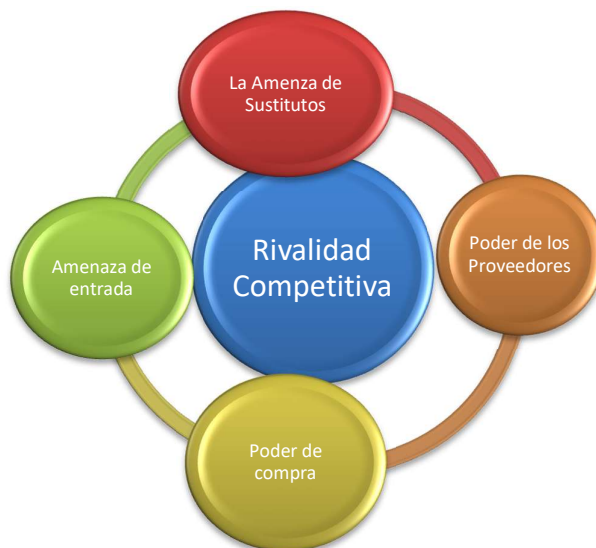 La Amenza de
Sustitutos
Amenaza de
entrada
Rivalidad
Competitiva
Poder de los
Proveedores
Poder de
compra